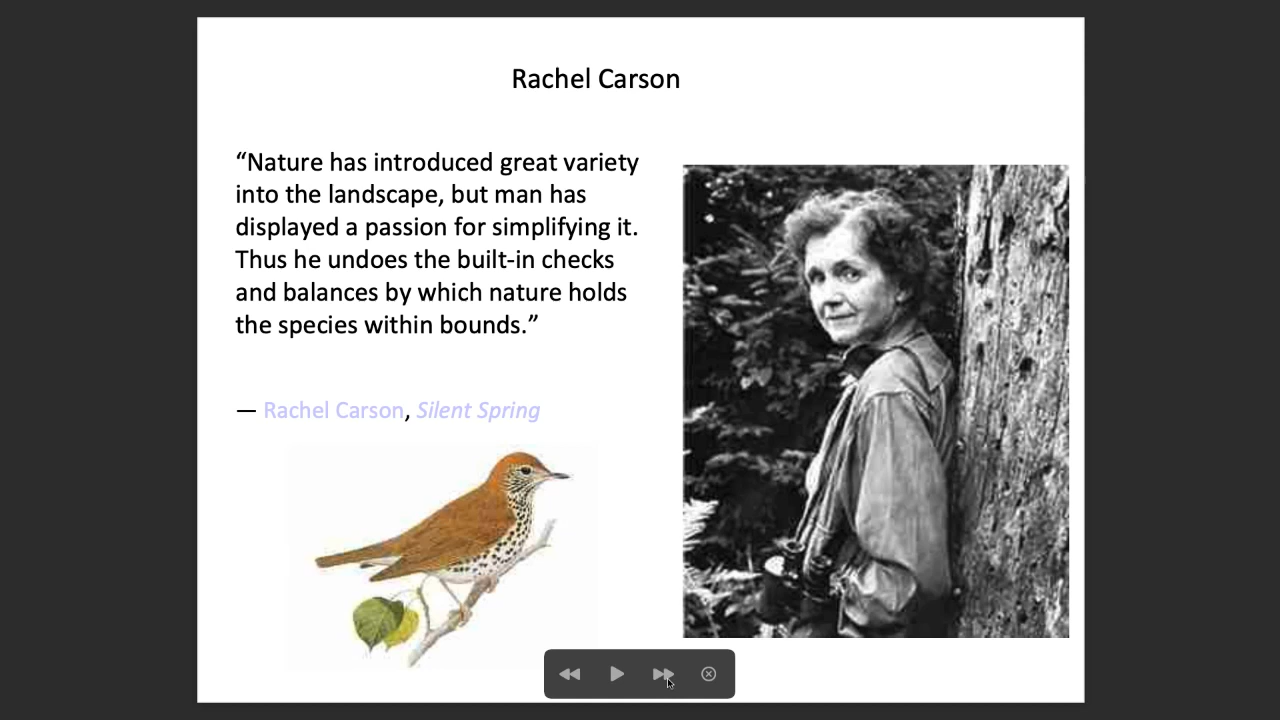 Rachel Carson
“Nature has introduced great variety
into the landscape, but man has
displayed a passion for simplifying it.
Thus he undoes the built-in checks
and balances by which nature holds
the species within bounds.”
— Rachel Carson, Silent Spring